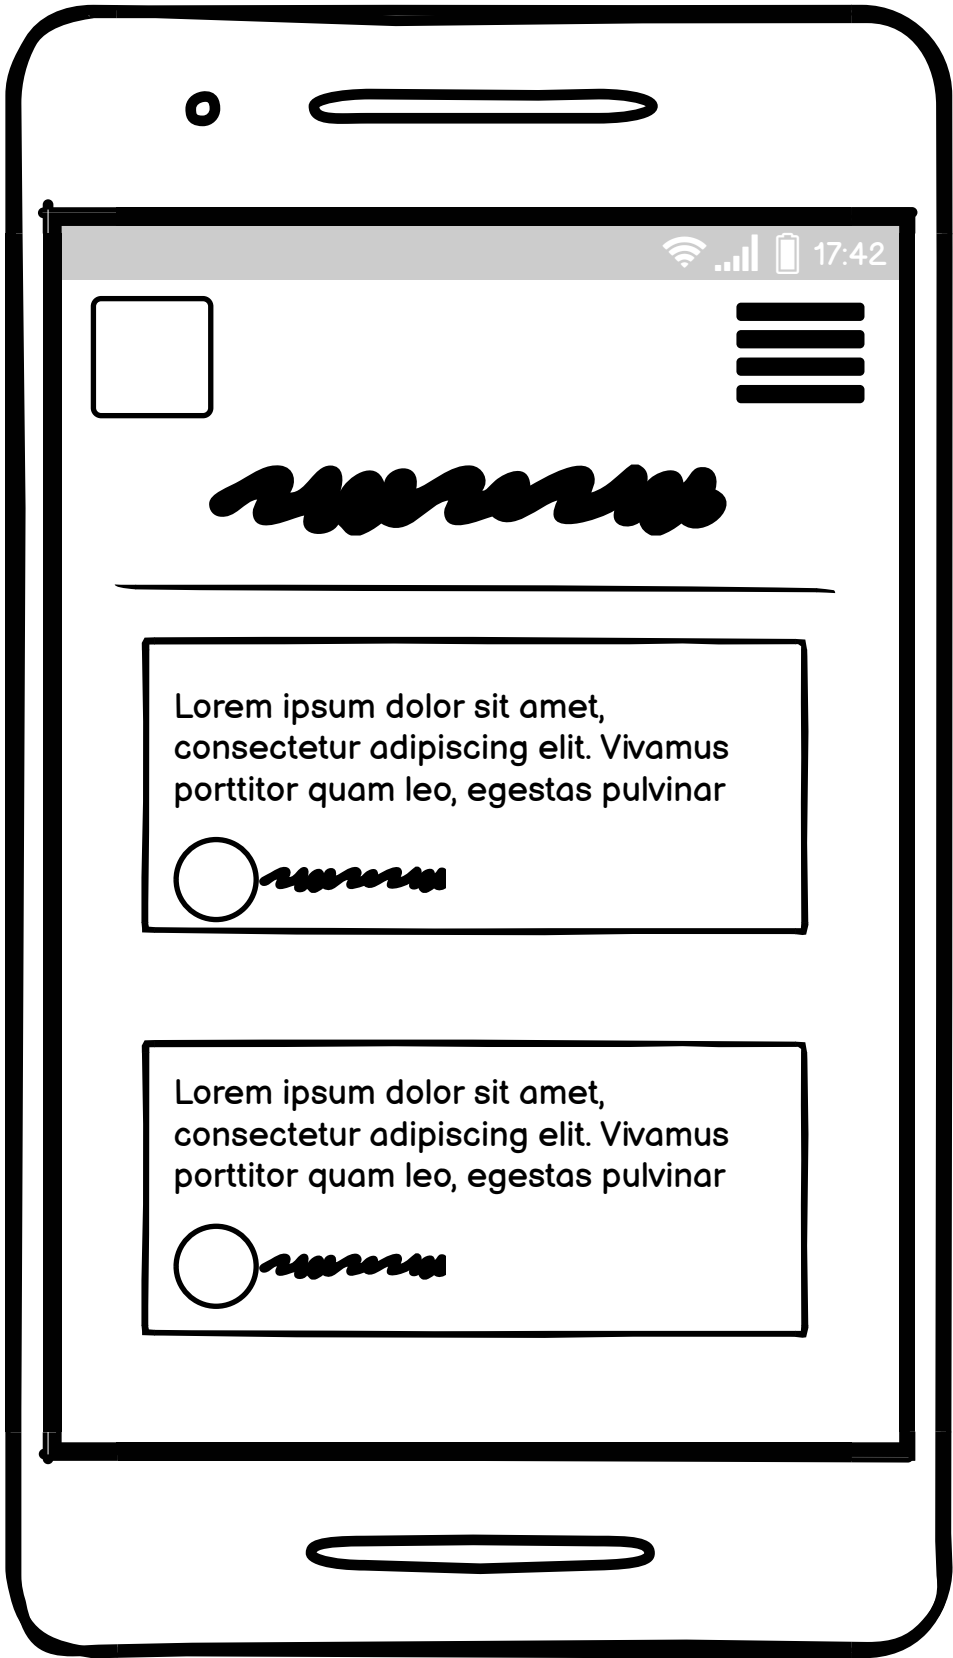 17:42
Lorem ipsum dolor sit amet,
consectetur adipiscing elit. Vivamus
porttitor quam leo, egestas pulvinar
Lorem ipsum dolor sit amet,
consectetur adipiscing elit. Vivamus
porttitor quam leo, egestas pulvinar